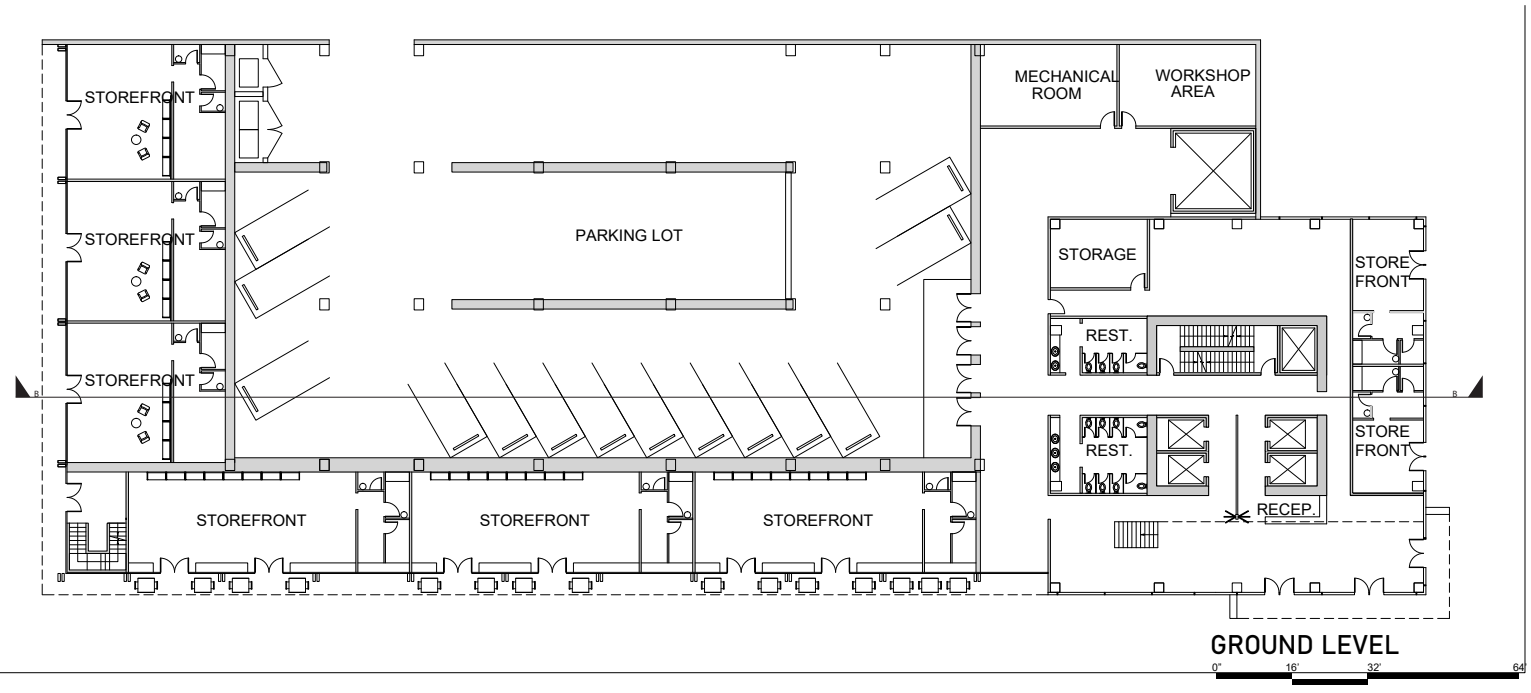 MECHANICAL
ROOM
WORKSHOP
AREA
STOREFRONT
STOREFRONT
PARKING LOT
STORAGE
STORE
FRONT
REST.
STOREFRONT
B
B
REST.
STORE
FRONT
STOREFRONT
STOREFRONT
STOREFRONT
RECEP.
GROUND LEVEL
0" 16' 32' 64'